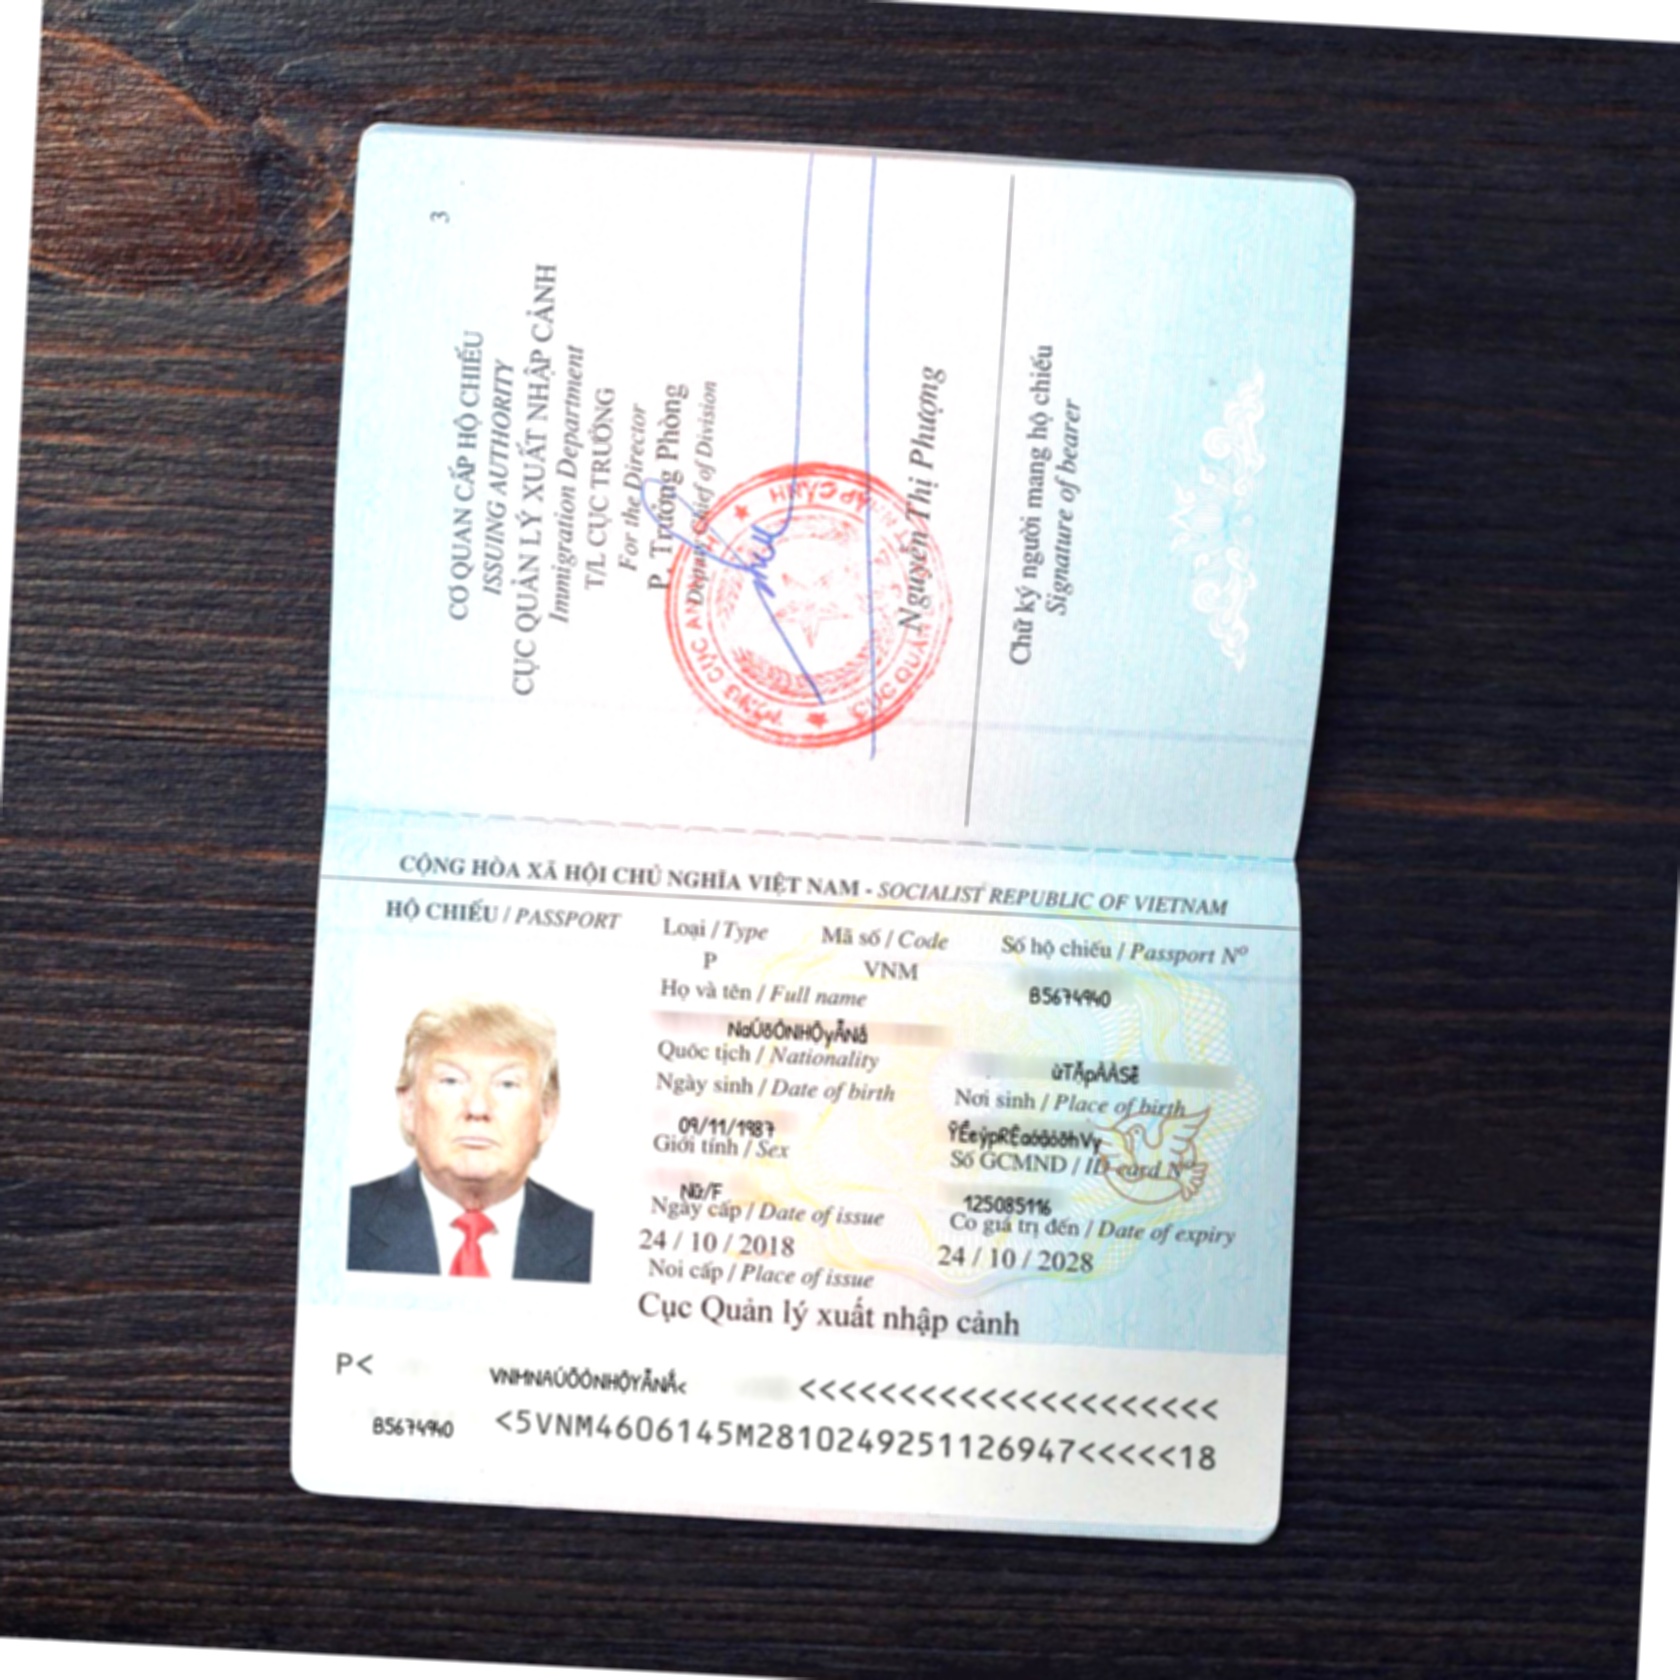 3
CƠ QUAN CẤP HỘ CHIẾU
ISSUING AUTHORITY
CỤC QUẢN LÝ XUẤT NHẬP CẢNH
Immigration Department
T/L CỤC TRƯỞNG
For the Director
P. Trưởng Phòng
Deputy Chief of Division
Nguyễn Thị Phượng
Chữ ký người mang hộ chiếu
Signature of bearer
CỘNG HÒA XÃ HỘI CHỦ NGHĨA VIỆT NAM - SOCIALIST REPUBLIC OF VIETNAM
HỘ CHIẾU / PASSPORT
Loại / Type Mã số / Code Số hộ chiếu / Passport Nº
P VNM B5674940
Họ và tên / Full name
Quốc tịch / Nationality
Ngày sinh / Date of birth Nơi sinh / Place of birth
09/11/1987
Giới tính / Sex Số GCMND / ID card Nº
Nữ/F 125085116
Ngày cấp / Date of issue Có giá trị đến / Date of expiry
24 / 10 / 2018 24 / 10 / 2028
Nơi cấp / Place of issue
Cục Quản lý xuất nhập cảnh
P< <<<<<<<<<<<<<<<<<<<<<<
B5674940 <5VNM4606145M2810249251126947<<<<<18